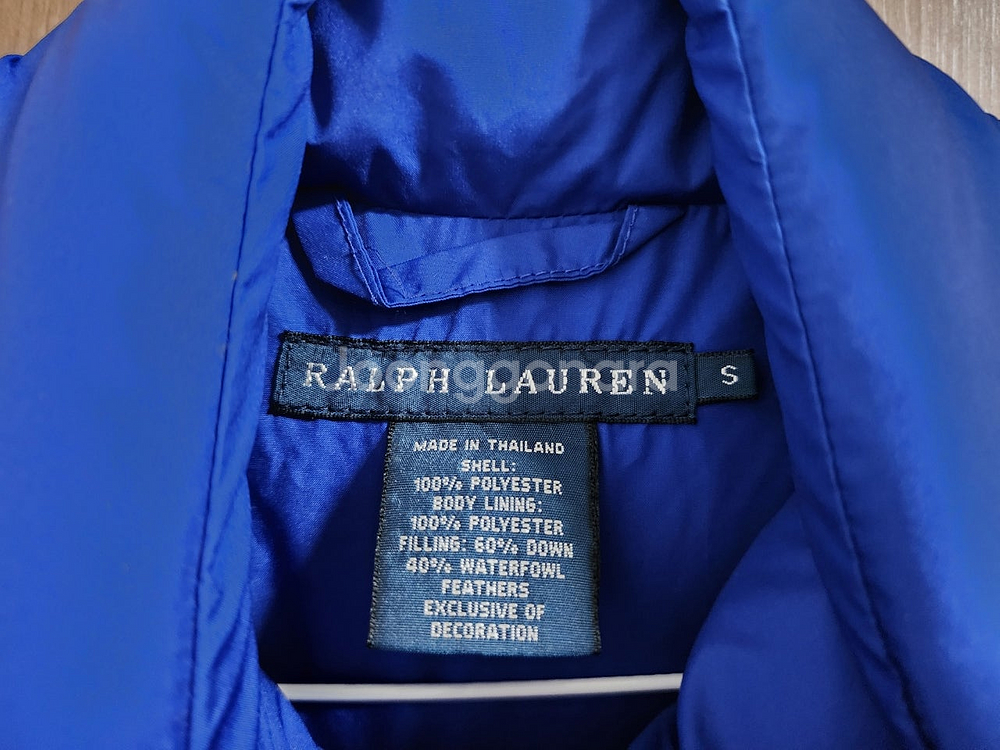 RALPH LAUREN
S
joonggonara
MADE IN THAILAND
SHELL:
100% POLYESTER
BODY LINING:
100% POLYESTER
FILLING: 60% DOWN
40% WATERFOWL
FEATHERS
EXCLUSIVE OF
DECORATION